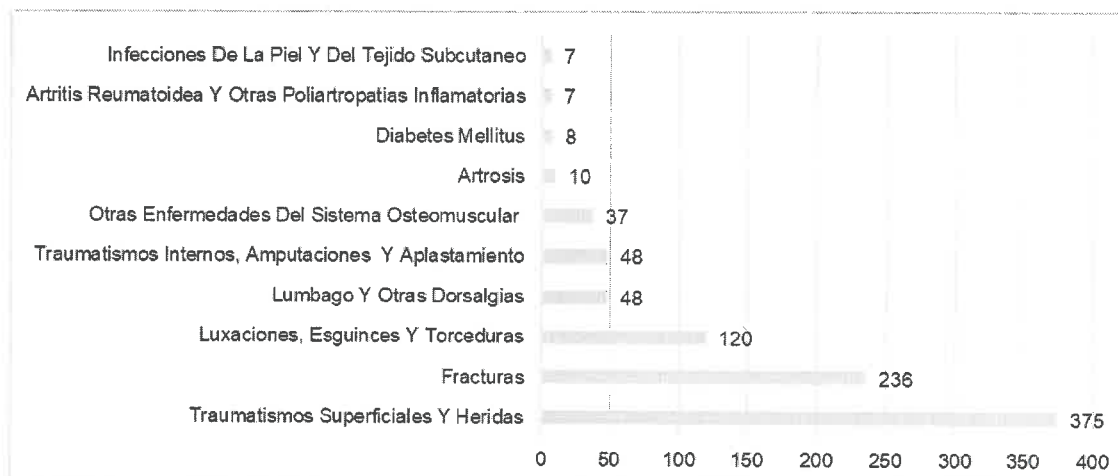 Infecciones De La Piel Y Del Tejido Subcutaneo 7
Artritis Reumatoidea Y Otras Poliartropatias Inflamatorias 7
Diabetes Mellitus 8
Artrosis 10
Otras Enfermedades Del Sistema Osteomuscular 37
Traumatismos Internos, Amputaciones Y Aplastamiento 48
Lumbago Y Otras Dorsalgias 48
Luxaciones, Esguinces Y Torceduras 120
Fracturas 236
Traumatismos Superficiales Y Heridas 375
0 50 100 150 200 250 300 350 400